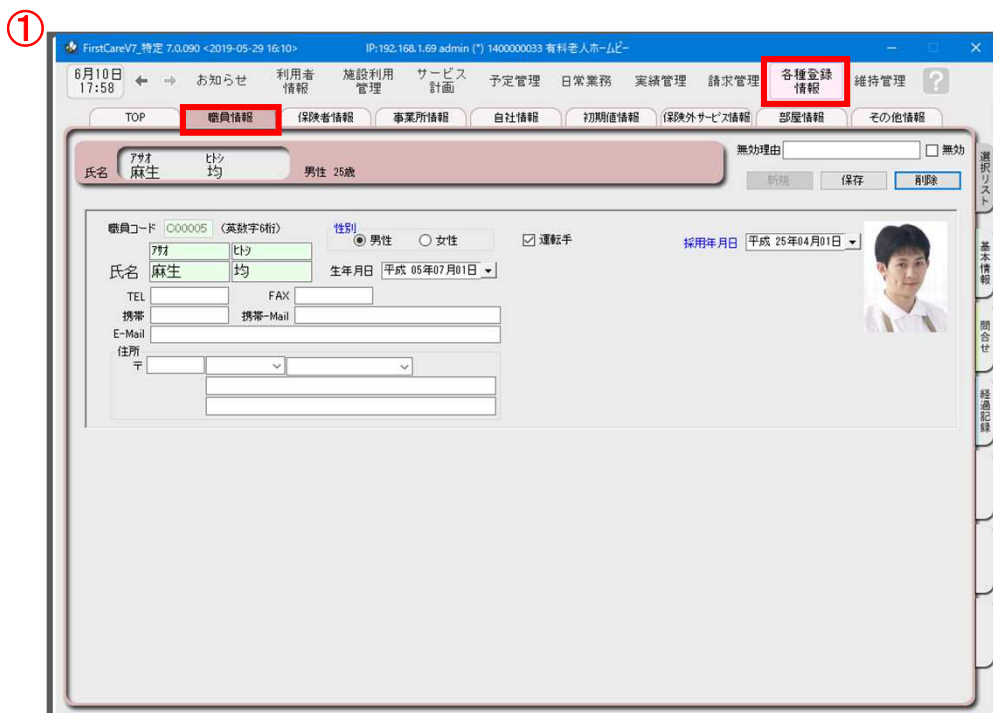 ①
FirstCareV7_特定 7.0.090 <2019-05-29 16:10> IP:192.168.1.69 admin (*) 1400000033 有料老人ホームビー
6月10日 17:58 お知らせ 利用者情報 施設利用管理 サービス計画 予定管理 日常業務 実績管理 請求管理 各種登録情報 維持管理 ?
TOP 職員情報 保険者情報 事業所情報 自社情報 初期値情報 保険外サービス情報 部屋情報 その他情報
無効理由 無効
アサオ ヒトシ
氏名 麻生 均 男性 25歳
新規 保存 削除
職員コード C00005 (英数字6桁) 性別 男性 女性 運転手 採用年月日 平成 25年04月01日
アサオ ヒトシ
氏名 麻生 均 生年月日 平成 05年07月01日
TEL FAX
携帯 携帯-Mail
E-Mail
住所
〒
選択リスト
基本情報
問合せ
経過記録